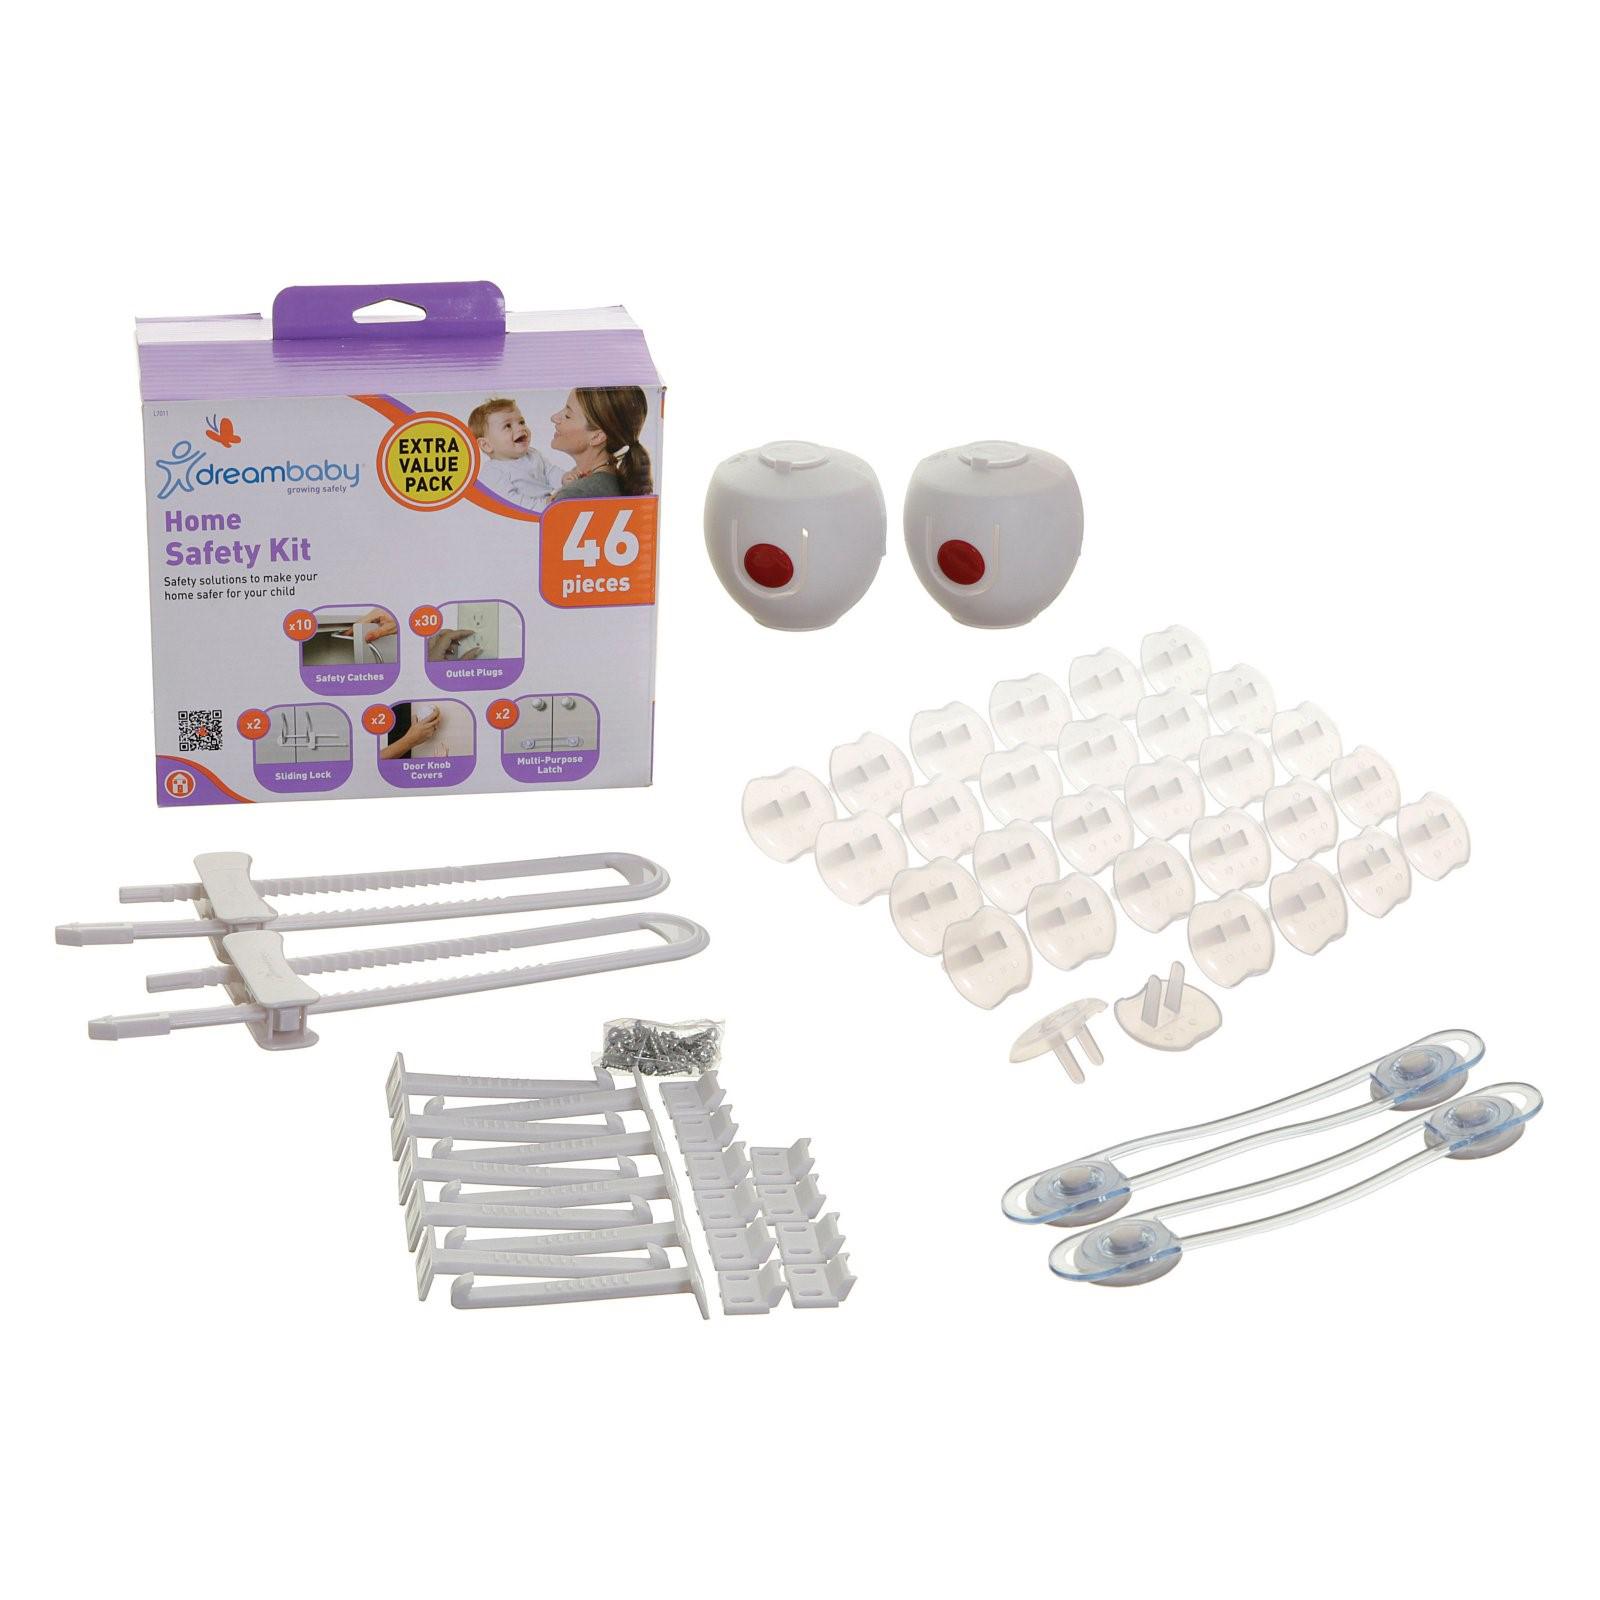 L7011
dreambaby®
growing safely
EXTRA
VALUE
PACK
Home
Safety Kit
Safety solutions to make your
home safer for your child
46
pieces
x10
Safety Catches
x30
Outlet Plugs
x2
Sliding Lock
x2
Door Knob
Covers
x2
Multi-Purpose
Latch